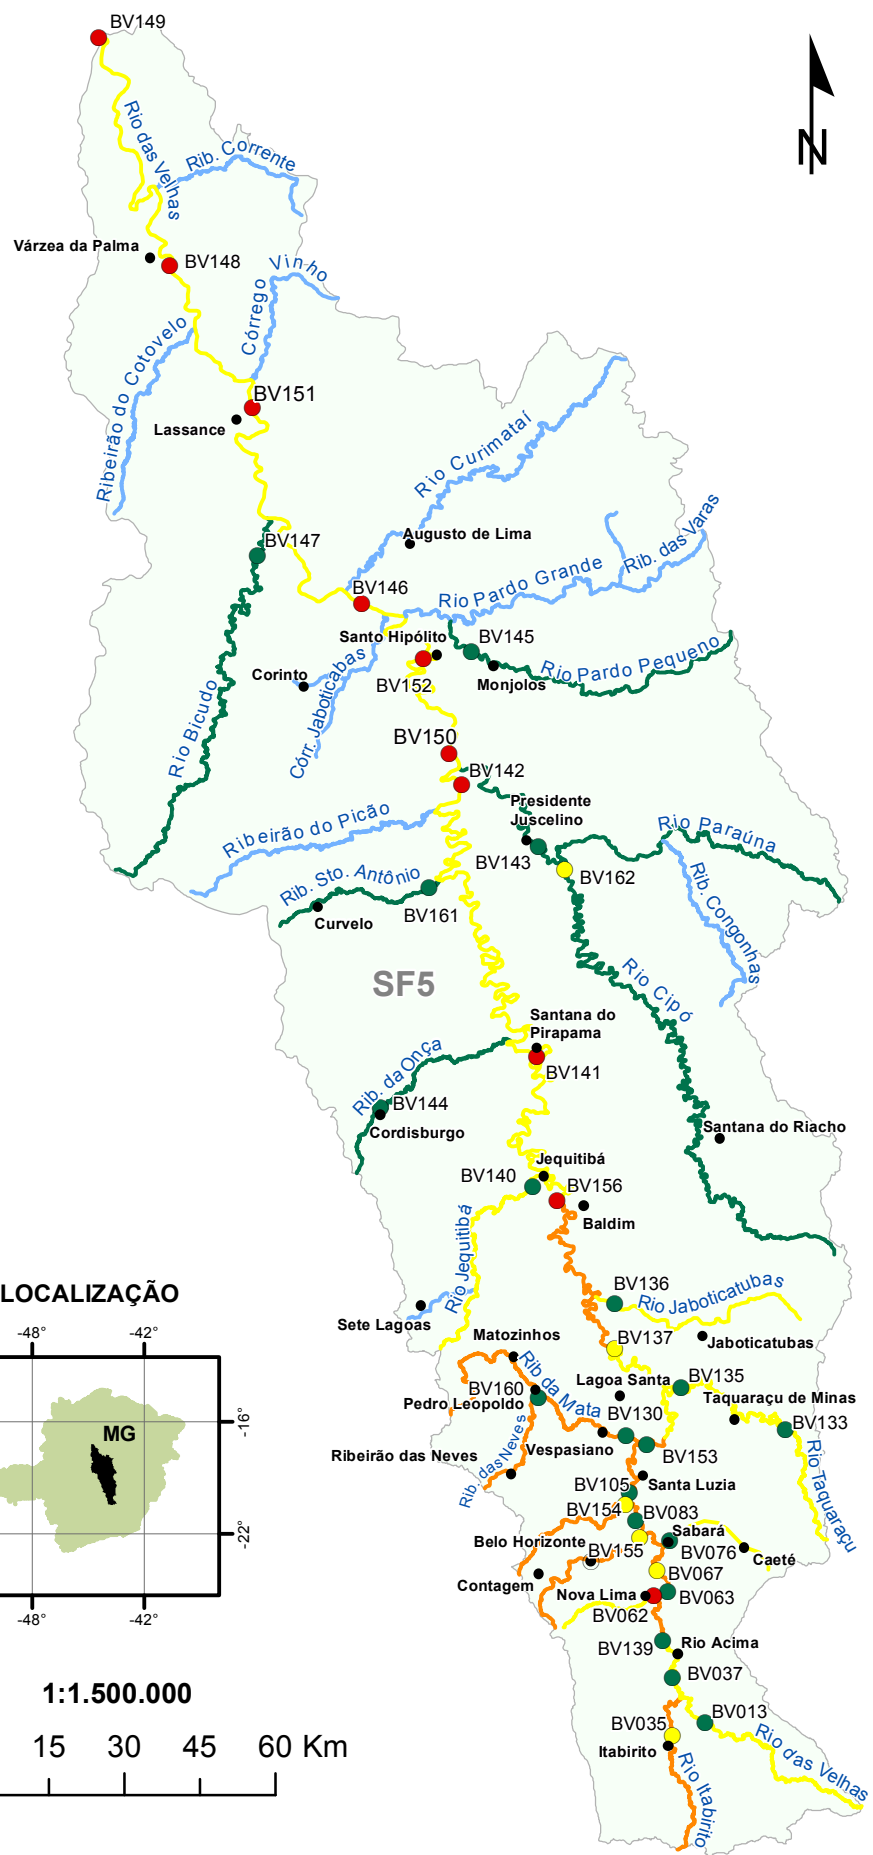 BV149
N
Rio das Velhas
Rib. Corrente
Várzea da Palma
BV148
Córrego Vinho
Ribeirão do Cotovelo
BV151
Lassance
Rio Curimataí
Augusto de Lima
Rib. das Varas
BV147
BV146
Rio Pardo Grande
Santo Hipólito
BV145
Rio Pardo Pequeno
Monjolos
Corinto
BV152
Córr. Jaboticabas
Rio Bicudo
BV150
BV142
Presidente
Juscelino
Ribeirão do Picão
Rio Paraúna
BV143
BV162
Rib. Sto. Antônio
BV161
Curvelo
Rib. Congonhas
SF5
Rio Cipó
Santana do
Pirapama
BV141
Rib. da Onça
BV144
Cordisburgo
Santana do Riacho
Jequitibá
BV140
BV156
Baldim
Rio Jequitibá
BV136
Rio Jaboticatubas
Sete Lagoas
Jaboticatubas
Matozinhos
BV137
Rib da Mata
Lagoa Santa
BV135
BV160
Pedro Leopoldo
Taquaraçu de Minas
BV130
BV133
Vespasiano
BV153
Ribeirão das Neves
Rib. das Neves
Santa Luzia
Rio Taquaraçu
BV105
BV154
BV083
Belo Horizonte
Sabará
BV155
BV076
Caeté
BV067
Contagem
Nova Lima
BV063
BV062
BV139
Rio Acima
BV037
BV013
BV035
Itabirito
Rio das Velhas
Rio Itabirito
LOCALIZAÇÃO
-48°
-42°
MG
-16°
-22°
-48°
-42°
1:1.500.000
15
30
45
60 Km